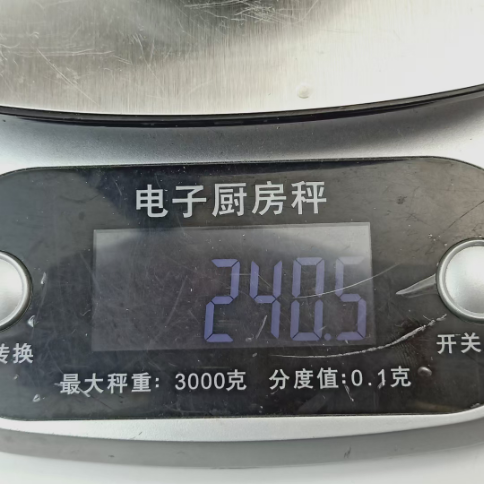 电子厨房秤
240.5
转换
开关
最大秤重: 3000克 分度值:0.1克